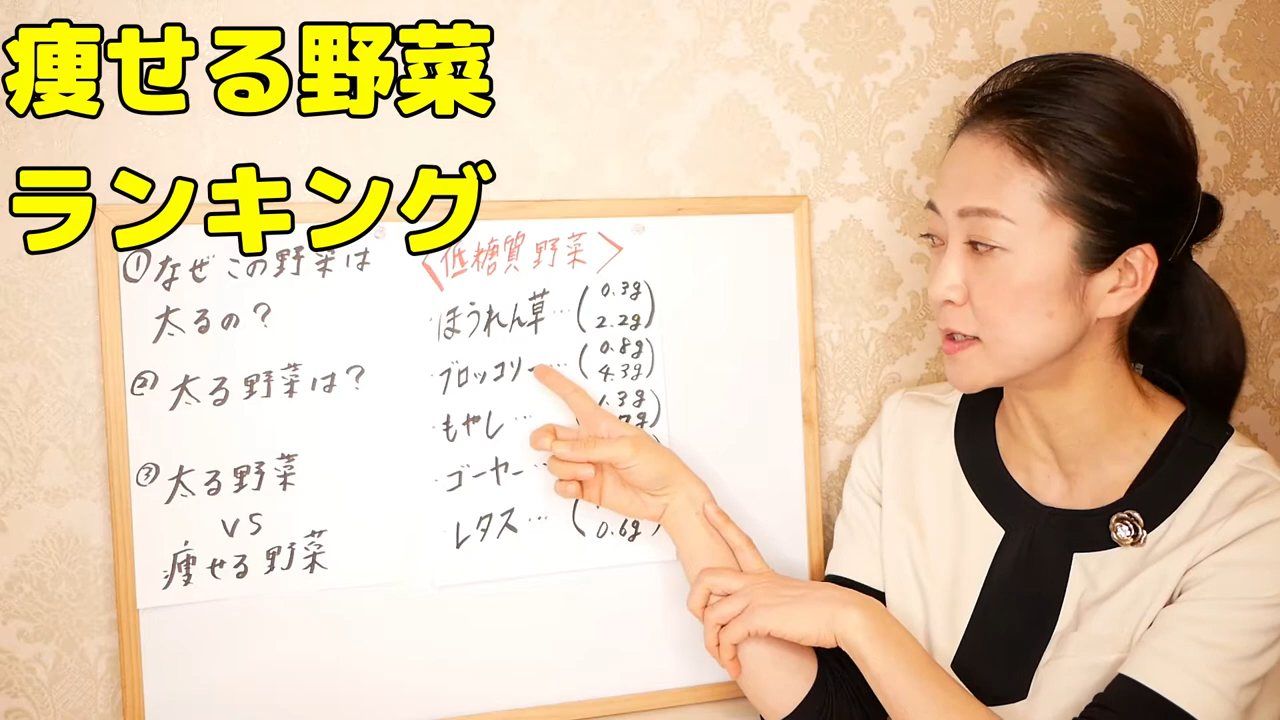 痩せる野菜
ランキング
①なぜこの野菜は
太るの?
②太る野菜は?
③太る野菜
VS
痩せる野菜
<低糖質野菜>
・ほうれん草…(0.3g
2.2g)
・ブロッコリー…(0.8g
4.3g)
・もやし…
1.3g
・ゴーヤー…
・レタス…(
0.6g)